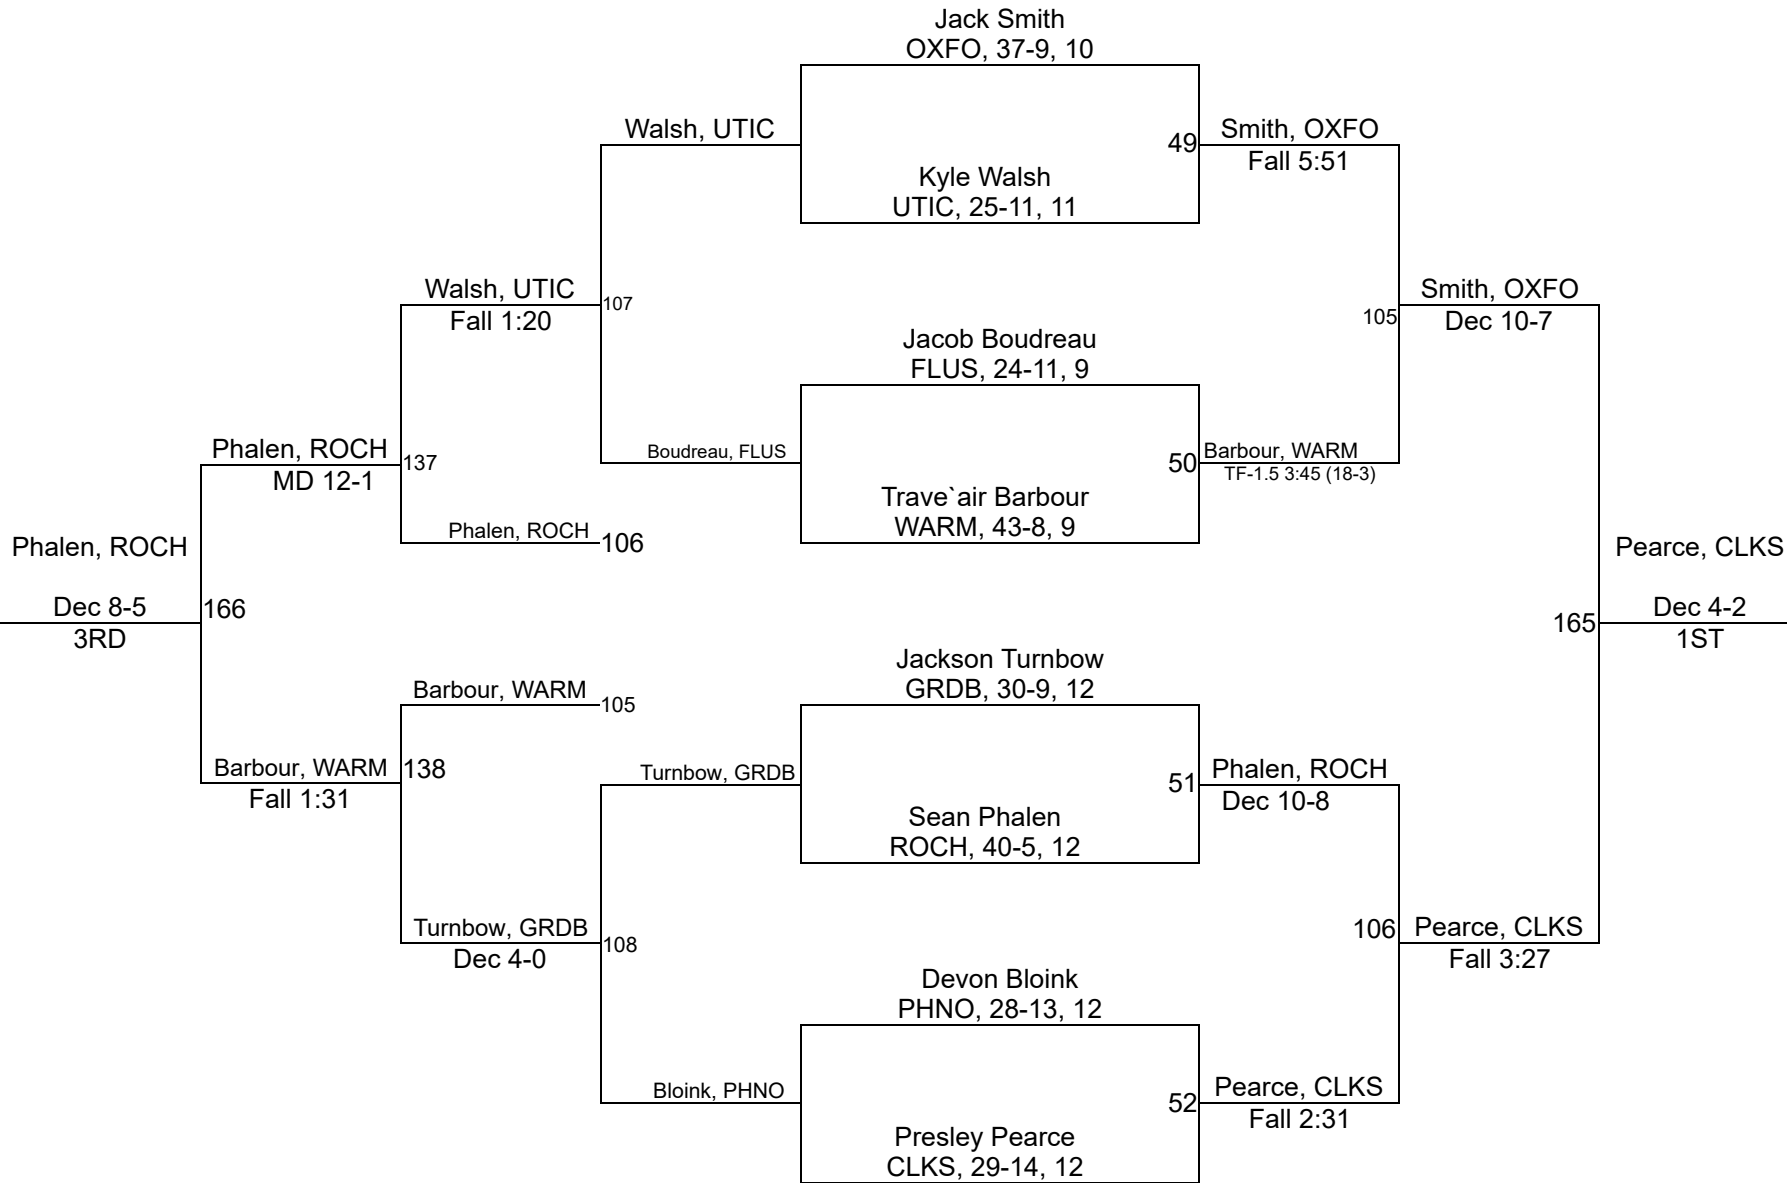 Jack Smith
OXFO, 37-9, 10
Walsh, UTIC
49
Smith, OXFO
Fall 5:51
Kyle Walsh
UTIC, 25-11, 11
Walsh, UTIC
Fall 1:20
107
Smith, OXFO
Dec 10-7
105
Jacob Boudreau
FLUS, 24-11, 9
Phalen, ROCH
MD 12-1
137
Boudreau, FLUS
50
Barbour, WARM
TF-1.5 3:45 (18-3)
Trave`air Barbour
WARM, 43-8, 9
Phalen, ROCH
106
Phalen, ROCH
Dec 8-5
3RD
166
Pearce, CLKS
165
Dec 4-2
1ST
Jackson Turnbow
GRDB, 30-9, 12
Barbour, WARM
105
Barbour, WARM
Fall 1:31
138
Turnbow, GRDB
51
Phalen, ROCH
Dec 10-8
Sean Phalen
ROCH, 40-5, 12
Turnbow, GRDB
Dec 4-0
108
106
Pearce, CLKS
Fall 3:27
Devon Bloink
PHNO, 28-13, 12
Bloink, PHNO
52
Pearce, CLKS
Fall 2:31
Presley Pearce
CLKS, 29-14, 12